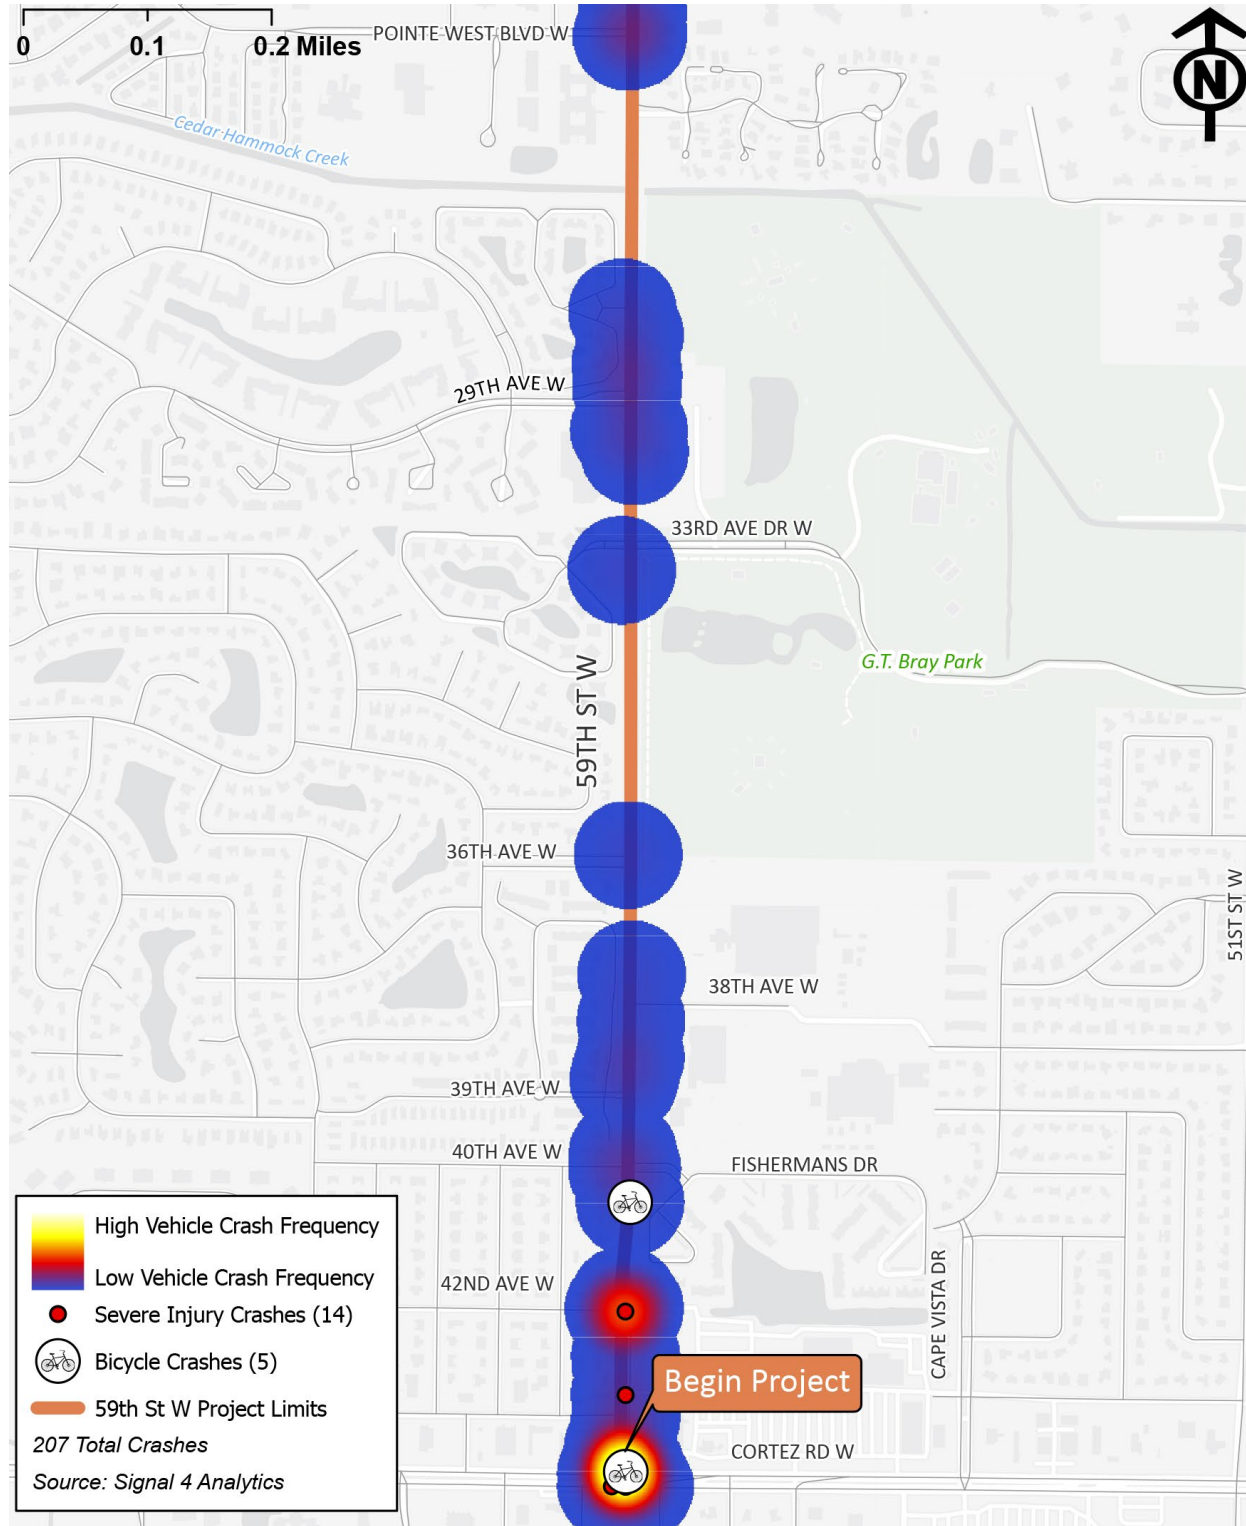 POINTE WEST BLVD W
0 0.1 0.2 Miles
N
Cedar Hammock Creek
29TH AVE W
33RD AVE DR W
59TH ST W
G.T. Bray Park
36TH AVE W
51ST ST W
38TH AVE W
39TH AVE W
40TH AVE W
FISHERMANS DR
42ND AVE W
CAPE VISTA DR
Begin Project
CORTEZ RD W
High Vehicle Crash Frequency
Low Vehicle Crash Frequency
Severe Injury Crashes (14)
Bicycle Crashes (5)
59th St W Project Limits
207 Total Crashes
Source: Signal 4 Analytics